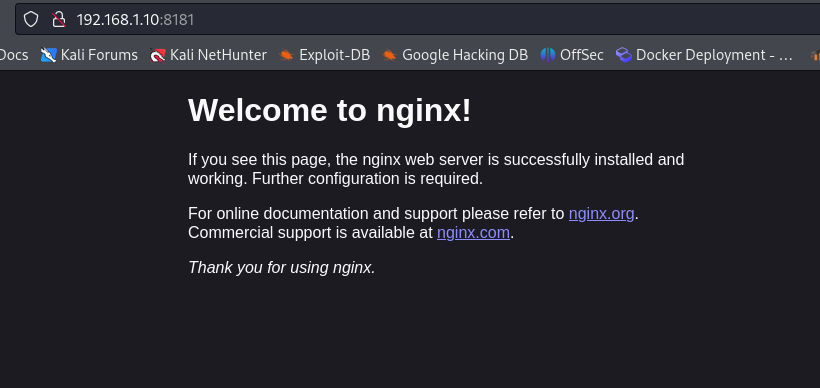 192.168.1.10:8181
Docs Kali Forums Kali NetHunter Exploit-DB Google Hacking DB OffSec Docker Deployment - ...
Welcome to nginx!
If you see this page, the nginx web server is successfully installed and
working. Further configuration is required.
For online documentation and support please refer to nginx.org.
Commercial support is available at nginx.com.
Thank you for using nginx.